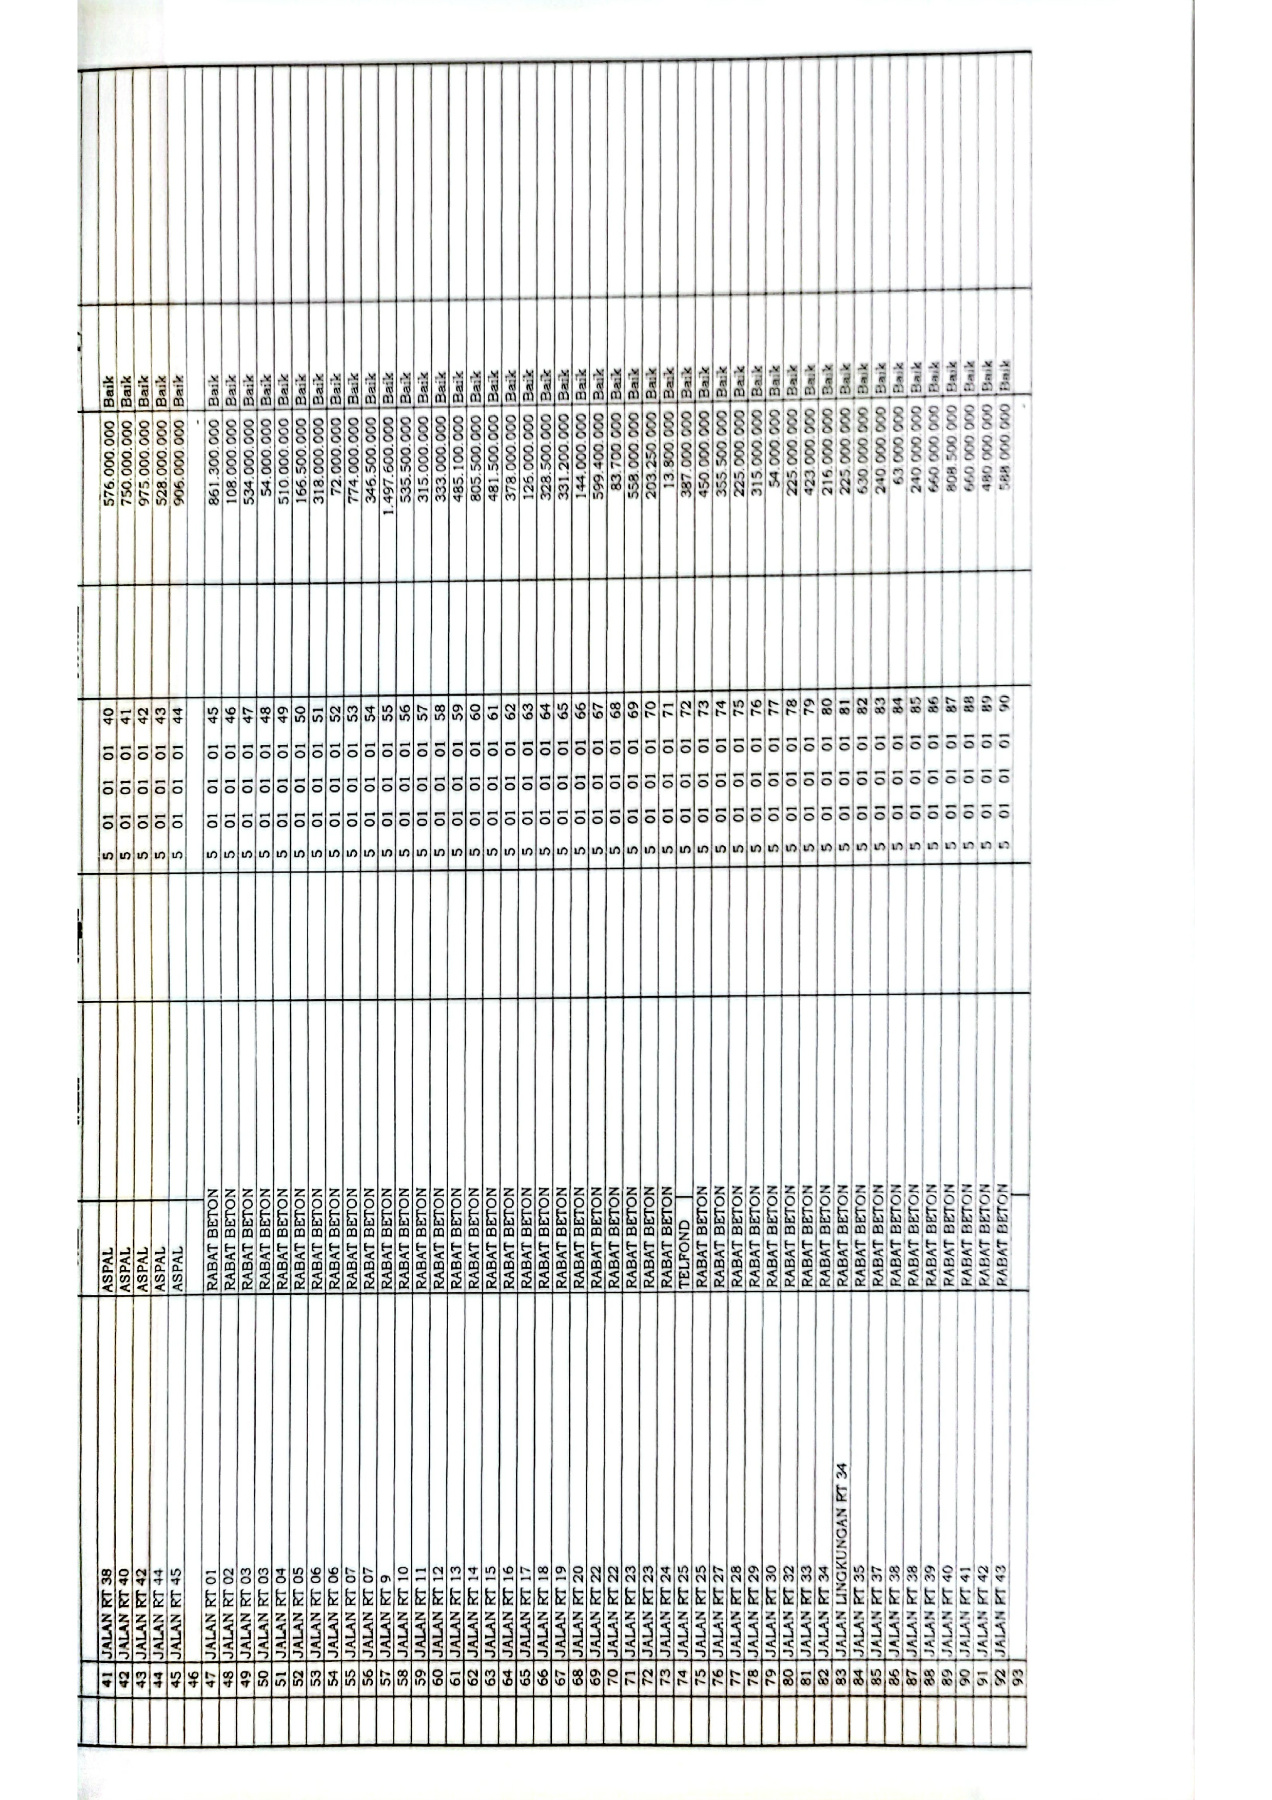 41 JALAN RT 38 ASPAL 5 01 01 01 40 576.000.000 Baik
42 JALAN RT 40 ASPAL 5 01 01 01 41 750.000.000 Baik
43 JALAN RT 42 ASPAL 5 01 01 01 42 975.000.000 Baik
44 JALAN RT 44 ASPAL 5 01 01 01 43 528.000.000 Baik
45 JALAN RT 45 ASPAL 5 01 01 01 44 906.000.000 Baik
46 -
47 JALAN RT 01 RABAT BETON 5 01 01 01 45 861.300.000 Baik
48 JALAN RT 02 RABAT BETON 5 01 01 01 46 108.000.000 Baik
49 JALAN RT 03 RABAT BETON 5 01 01 01 47 534.000.000 Baik
50 JALAN RT 03 RABAT BETON 5 01 01 01 48 54.000.000 Baik
51 JALAN RT 04 RABAT BETON 5 01 01 01 49 510.000.000 Baik
52 JALAN RT 05 RABAT BETON 5 01 01 01 50 166.500.000 Baik
53 JALAN RT 06 RABAT BETON 5 01 01 01 51 318.000.000 Baik
54 JALAN RT 06 RABAT BETON 5 01 01 01 52 72.000.000 Baik
55 JALAN RT 07 RABAT BETON 5 01 01 01 53 774.000.000 Baik
56 JALAN RT 07 RABAT BETON 5 01 01 01 54 346.500.000 Baik
57 JALAN RT 9 RABAT BETON 5 01 01 01 55 1.497.600.000 Baik
58 JALAN RT 10 RABAT BETON 5 01 01 01 56 535.500.000 Baik
59 JALAN RT 11 RABAT BETON 5 01 01 01 57 315.000.000 Baik
60 JALAN RT 12 RABAT BETON 5 01 01 01 58 333.000.000 Baik
61 JALAN RT 13 RABAT BETON 5 01 01 01 59 485.100.000 Baik
62 JALAN RT 14 RABAT BETON 5 01 01 01 60 805.500.000 Baik
63 JALAN RT 15 RABAT BETON 5 01 01 01 61 481.500.000 Baik
64 JALAN RT 16 RABAT BETON 5 01 01 01 62 378.000.000 Baik
65 JALAN RT 17 RABAT BETON 5 01 01 01 63 126.000.000 Baik
66 JALAN RT 18 RABAT BETON 5 01 01 01 64 328.500.000 Baik
67 JALAN RT 19 RABAT BETON 5 01 01 01 65 331.200.000 Baik
68 JALAN RT 20 RABAT BETON 5 01 01 01 66 144.000.000 Baik
69 JALAN RT 22 RABAT BETON 5 01 01 01 67 599.400.000 Baik
70 JALAN RT 22 RABAT BETON 5 01 01 01 68 83.700.000 Baik
71 JALAN RT 23 RABAT BETON 5 01 01 01 69 558.000.000 Baik
72 JALAN RT 23 RABAT BETON 5 01 01 01 70 203.250.000 Baik
73 JALAN RT 24 RABAT BETON 5 01 01 01 71 13.800.000 Baik
74 JALAN RT 25 TELFOND 5 01 01 01 72 387.000.000 Baik
75 JALAN RT 25 RABAT BETON 5 01 01 01 73 450.000.000 Baik
76 JALAN RT 27 RABAT BETON 5 01 01 01 74 355.500.000 Baik
77 JALAN RT 28 RABAT BETON 5 01 01 01 75 225.000.000 Baik
78 JALAN RT 29 RABAT BETON 5 01 01 01 76 315.000.000 Baik
79 JALAN RT 30 RABAT BETON 5 01 01 01 77 54.000.000 Baik
80 JALAN RT 32 RABAT BETON 5 01 01 01 78 225.000.000 Baik
81 JALAN RT 33 RABAT BETON 5 01 01 01 79 423.000.000 Baik
82 JALAN RT 34 RABAT BETON 5 01 01 01 80 216.000.000 Baik
83 JALAN LINGKUNGAN RT 34 RABAT BETON 5 01 01 01 81 225.000.000 Baik
84 JALAN RT 35 RABAT BETON 5 01 01 01 82 630.000.000 Baik
85 JALAN RT 37 RABAT BETON 5 01 01 01 83 240.000.000 Baik
86 JALAN RT 38 RABAT BETON 5 01 01 01 84 63.000.000 Baik
87 JALAN RT 38 RABAT BETON 5 01 01 01 85 240.000.000 Baik
88 JALAN RT 39 RABAT BETON 5 01 01 01 86 660.000.000 Baik
89 JALAN RT 40 RABAT BETON 5 01 01 01 87 808.500.000 Baik
90 JALAN RT 41 RABAT BETON 5 01 01 01 88 660.000.000 Baik
91 JALAN RT 42 RABAT BETON 5 01 01 01 89 480.000.000 Baik
92 JALAN RT 43 RABAT BETON 5 01 01 01 90 588.000.000 Baik
93 -